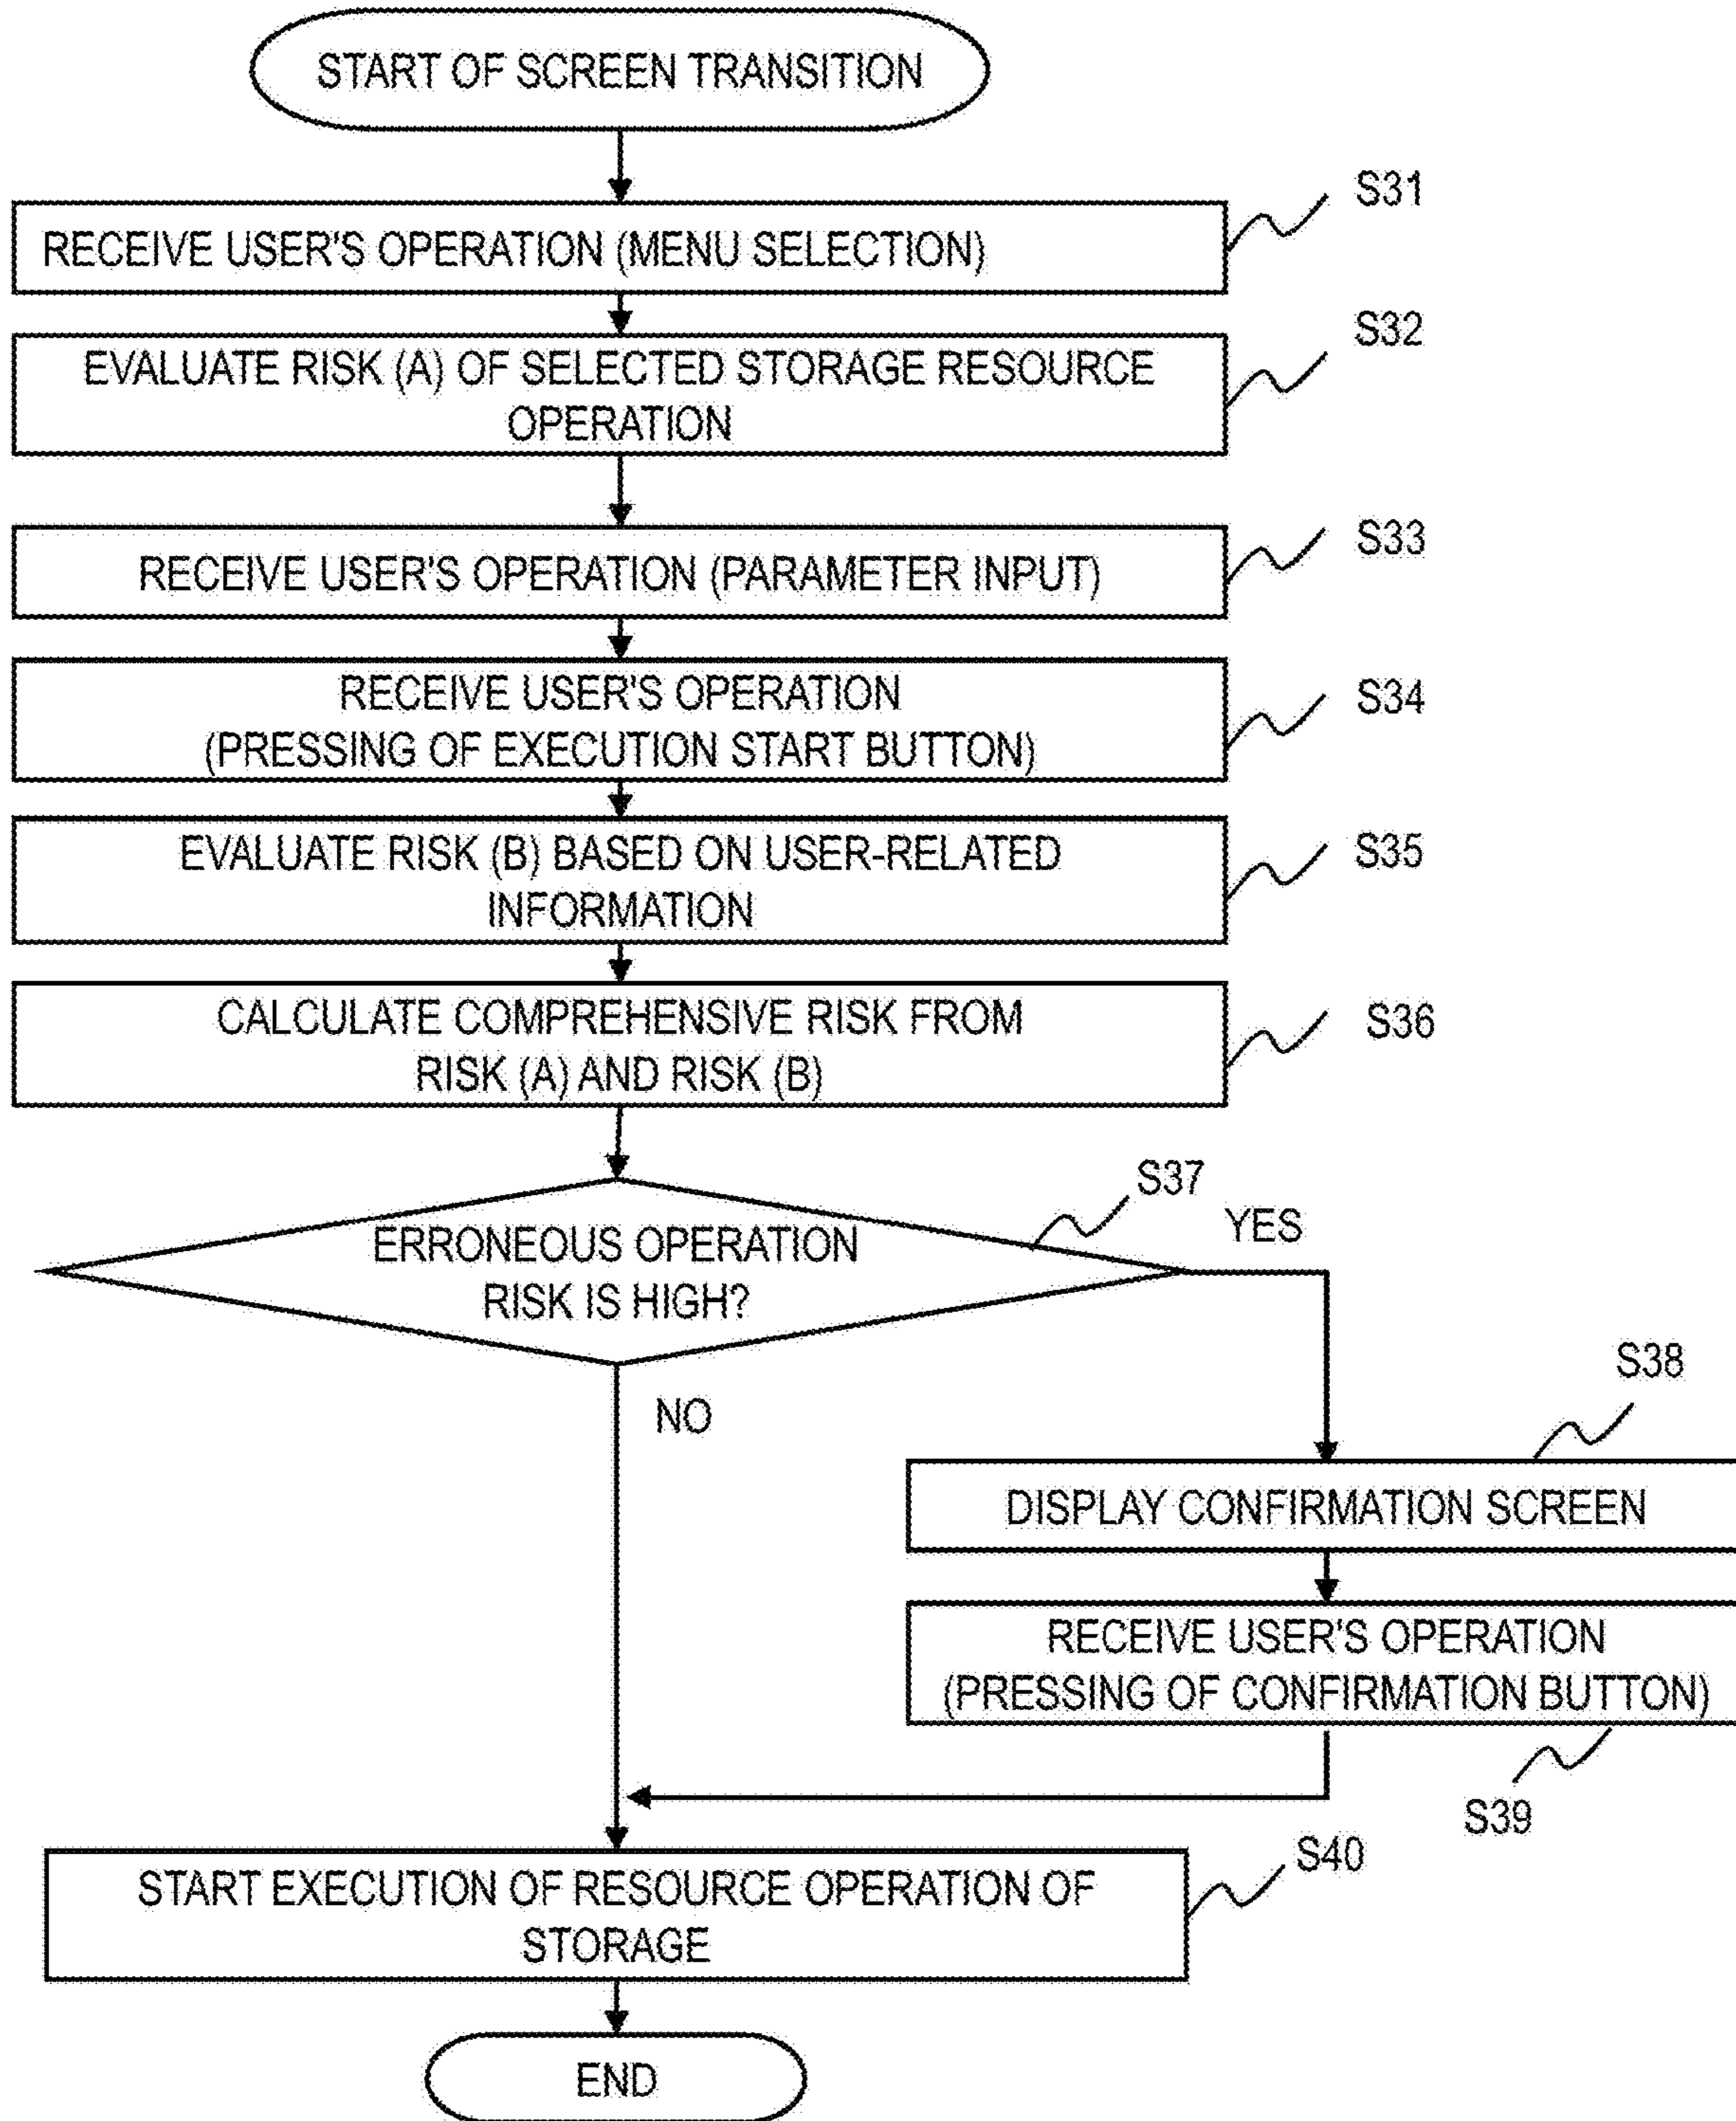 START OF SCREEN TRANSITION
S31
RECEIVE USER'S OPERATION (MENU SELECTION)
S32
EVALUATE RISK (A) OF SELECTED STORAGE RESOURCE
OPERATION
S33
RECEIVE USER'S OPERATION (PARAMETER INPUT)
S34
RECEIVE USER'S OPERATION
(PRESSING OF EXECUTION START BUTTON)
S35
EVALUATE RISK (B) BASED ON USER-RELATED
INFORMATION
S36
CALCULATE COMPREHENSIVE RISK FROM
RISK (A) AND RISK (B)
S37
YES
ERRONEOUS OPERATION
RISK IS HIGH?
NO
S38
DISPLAY CONFIRMATION SCREEN
RECEIVE USER'S OPERATION
(PRESSING OF CONFIRMATION BUTTON)
S39
S40
START EXECUTION OF RESOURCE OPERATION OF
STORAGE
END